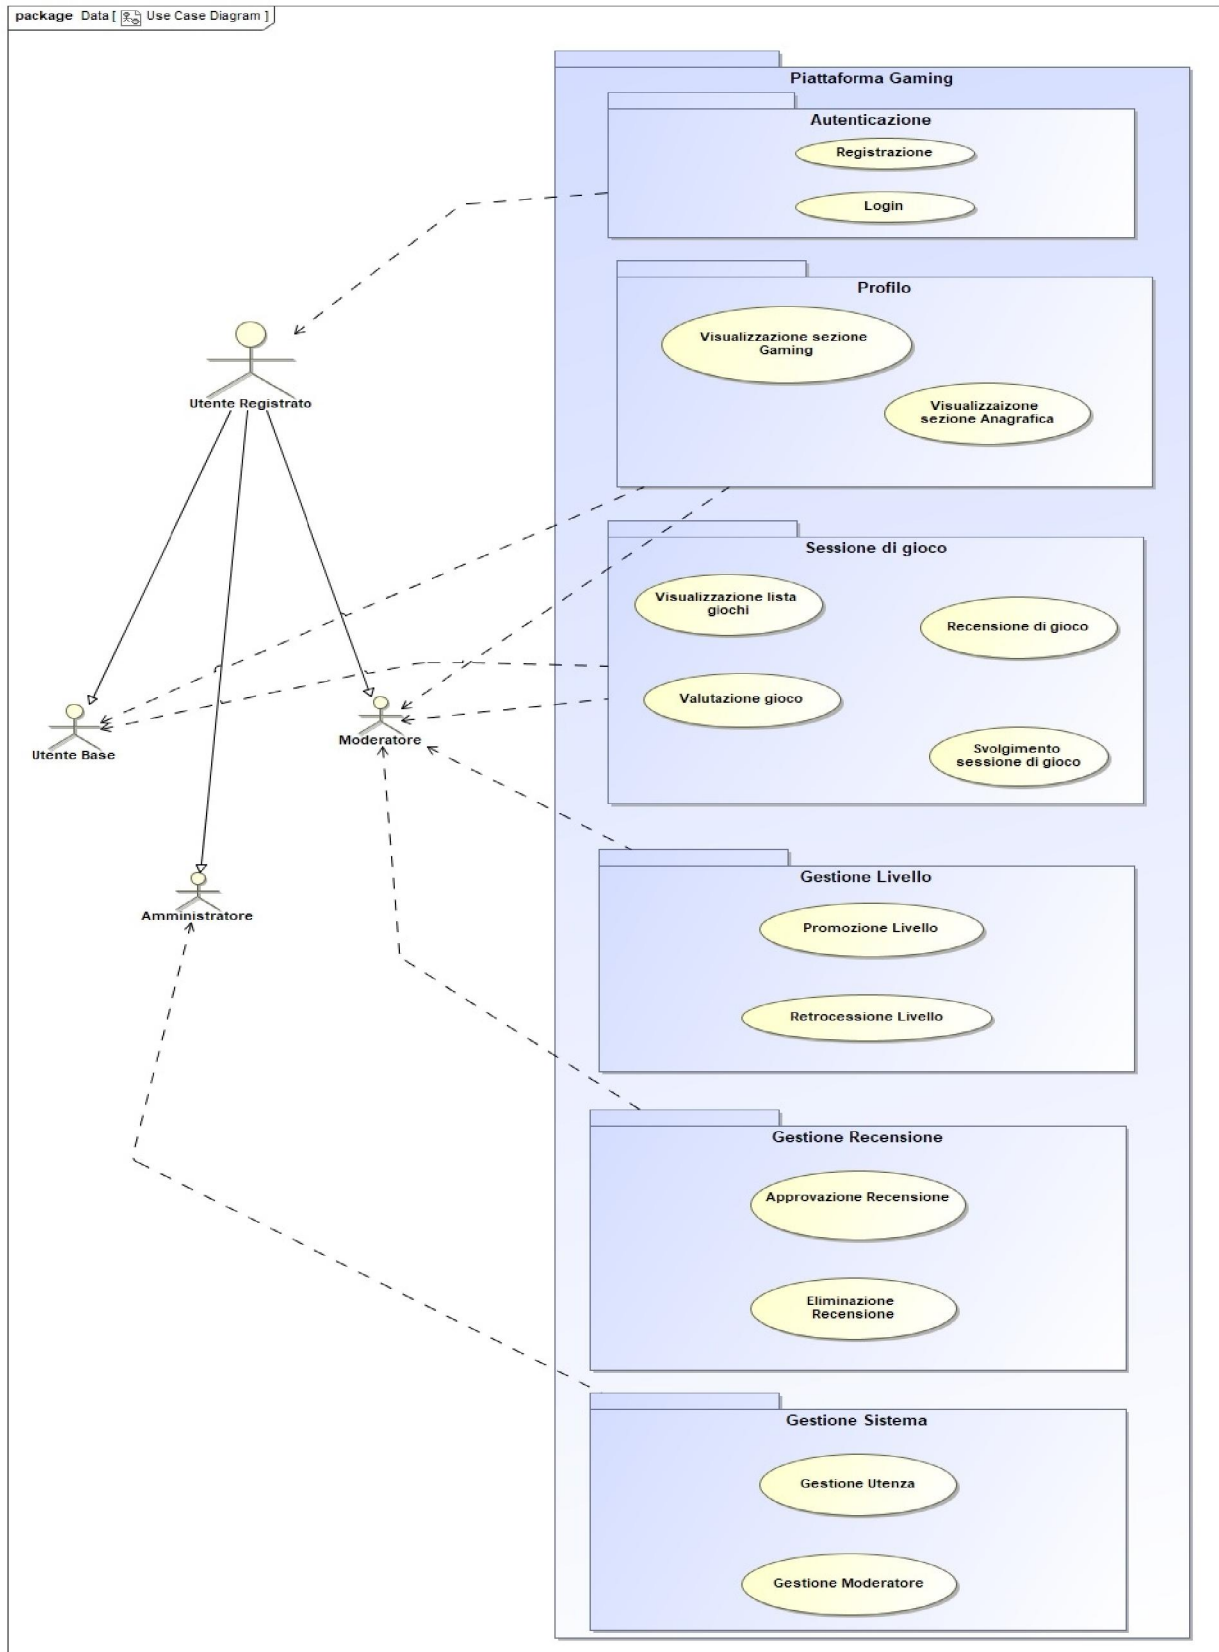 package Data [ Use Case Diagram ]
Piattaforma Gaming
Autenticazione
Registrazione
Login
Profilo
Visualizzazione sezione
Gaming
Visualizzaizone
sezione Anagrafica
Utente Registrato
Sessione di gioco
Visualizzazione lista
giochi
Recensione di gioco
Valutazione gioco
Svolgimento
sessione di gioco
Utente Base
Moderatore
Amministratore
Gestione Livello
Promozione Livello
Retrocessione Livello
Gestione Recensione
Approvazione Recensione
Eliminazione
Recensione
Gestione Sistema
Gestione Utenza
Gestione Moderatore